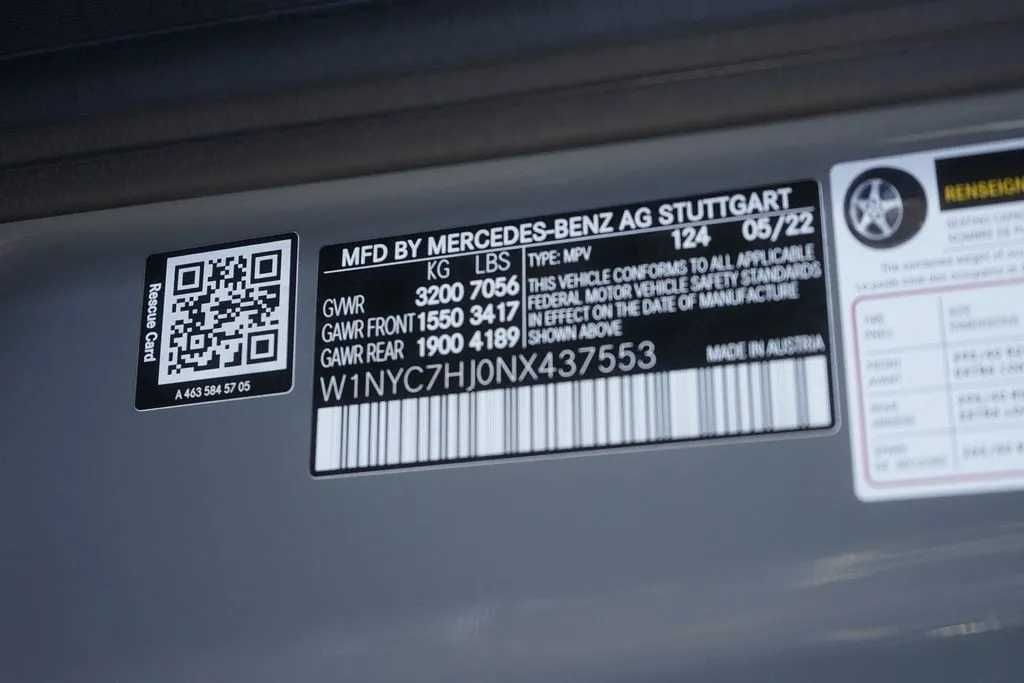 Rescue Card
A 463 584 57 05
MFD BY MERCEDES-BENZ AG STUTTGART
KG LBS
GVWR 3200 7056
GAWR FRONT 1550 3417
GAWR REAR 1900 4189
TYPE: MPV 124 05/22
THIS VEHICLE CONFORMS TO ALL APPLICABLE
FEDERAL MOTOR VEHICLE SAFETY STANDARDS
IN EFFECT ON THE DATE OF MANUFACTURE
SHOWN ABOVE
W1NYC7HJ0NX437553 MADE IN AUSTRIA
RENSEIGN